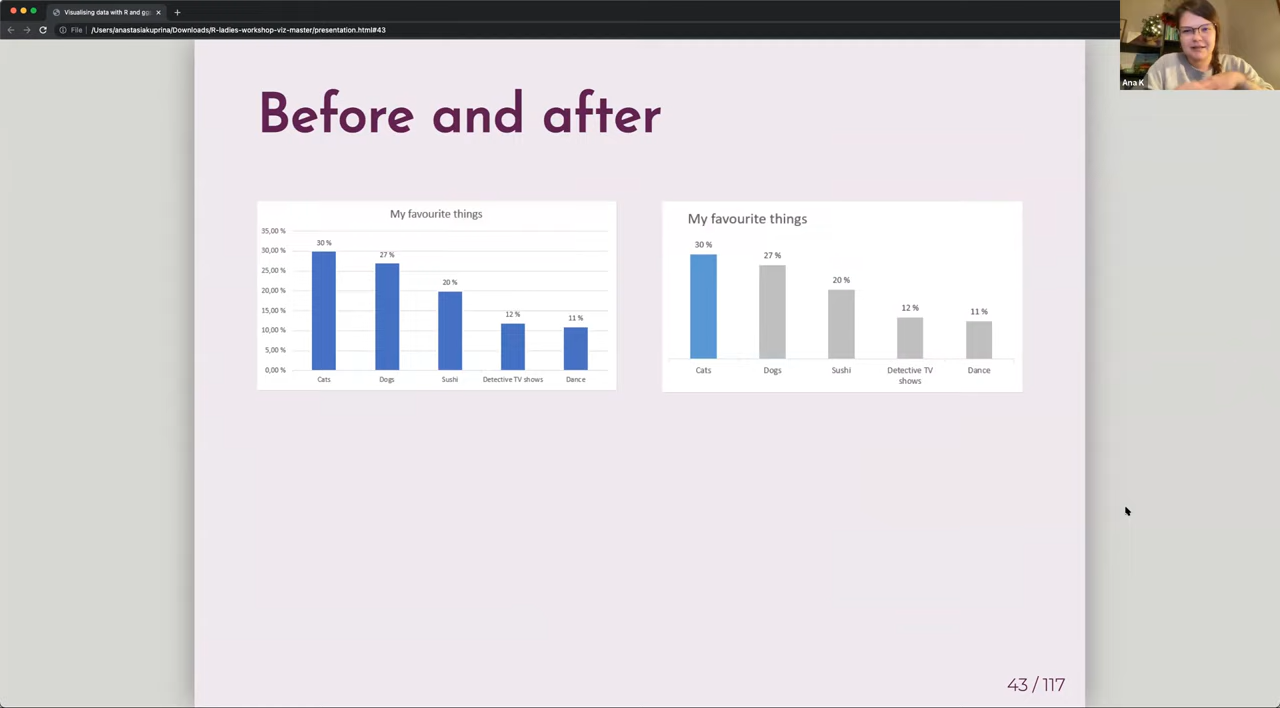 Visualising data with R and gg
File
/Users/anastasiakuprina/Downloads/R-ladies-workshop-viz-master/presentation.html#43
Ana K
Before and after
My favourite things
35,00 %
30,00 %
25,00 %
20,00 %
15,00 %
10,00 %
5,00 %
0,00 %
30 %
27 %
20 %
12 %
11 %
Cats
Dogs
Sushi
Detective TV shows
Dance
My favourite things
30 %
27 %
20 %
12 %
11 %
Cats
Dogs
Sushi
Detective TV
shows
Dance
43 / 117